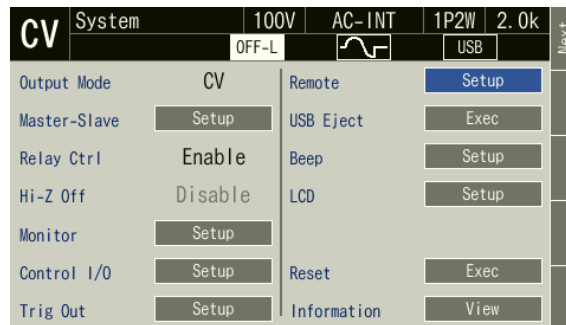 CV System 100V AC-INT 1P2W 2.0k
OFF-L USB
Next
Output Mode CV
Master-Slave Setup
Relay Ctrl Enable
Hi-Z Off Disable
Monitor Setup
Control I/O Setup
Trig Out Setup
Remote Setup
USB Eject Exec
Beep Setup
LCD Setup
Reset Exec
Information View